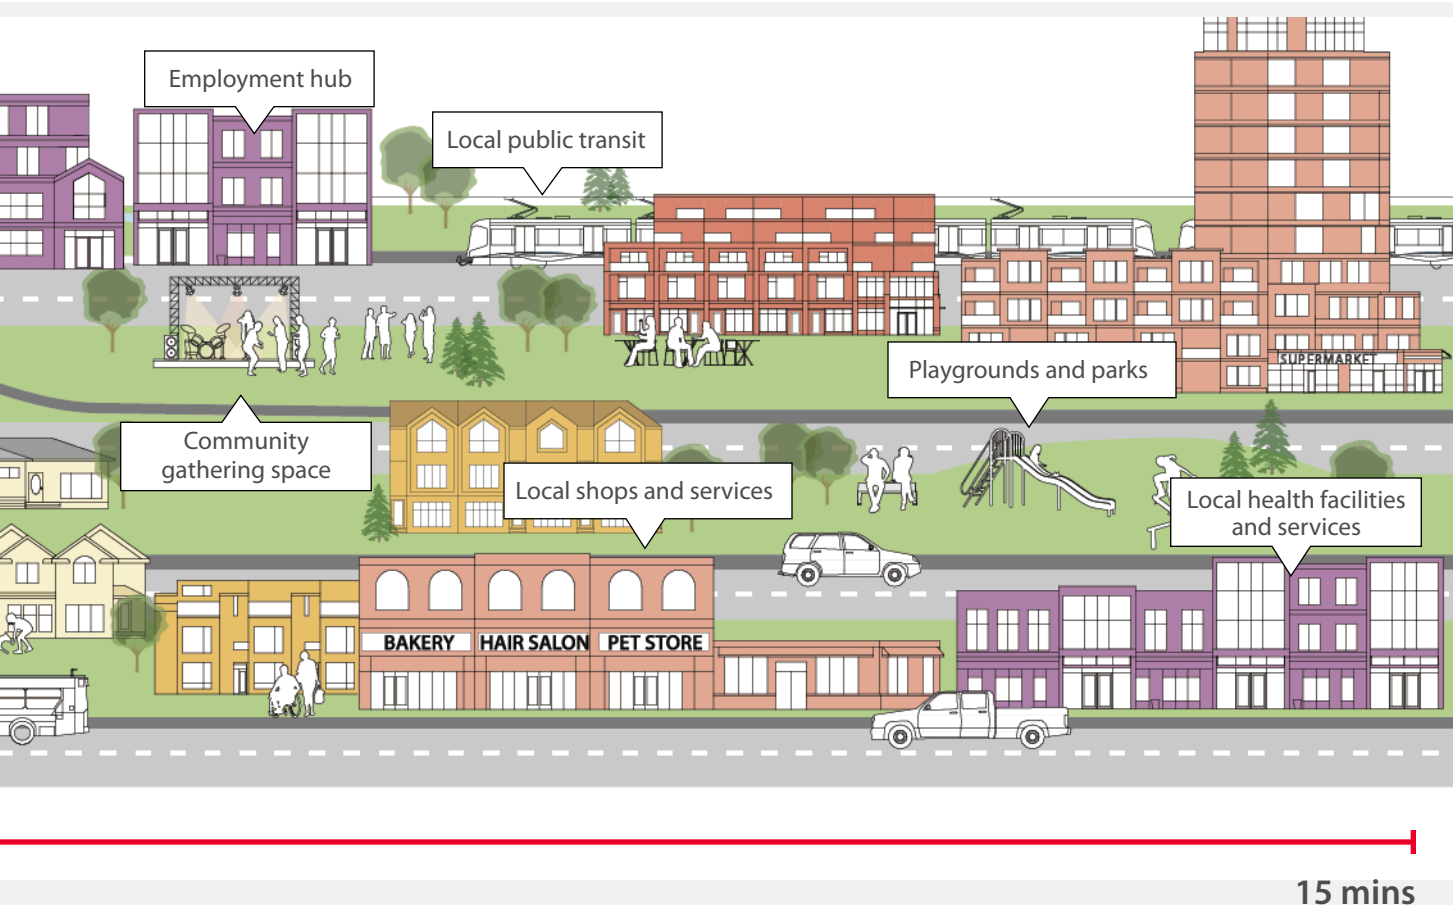 Employment hub
Local public transit
SUPERMARKET
Playgrounds and parks
Community
gathering space
Local shops and services
Local health facilities
and services
BAKERY
HAIR SALON
PET STORE
15 mins